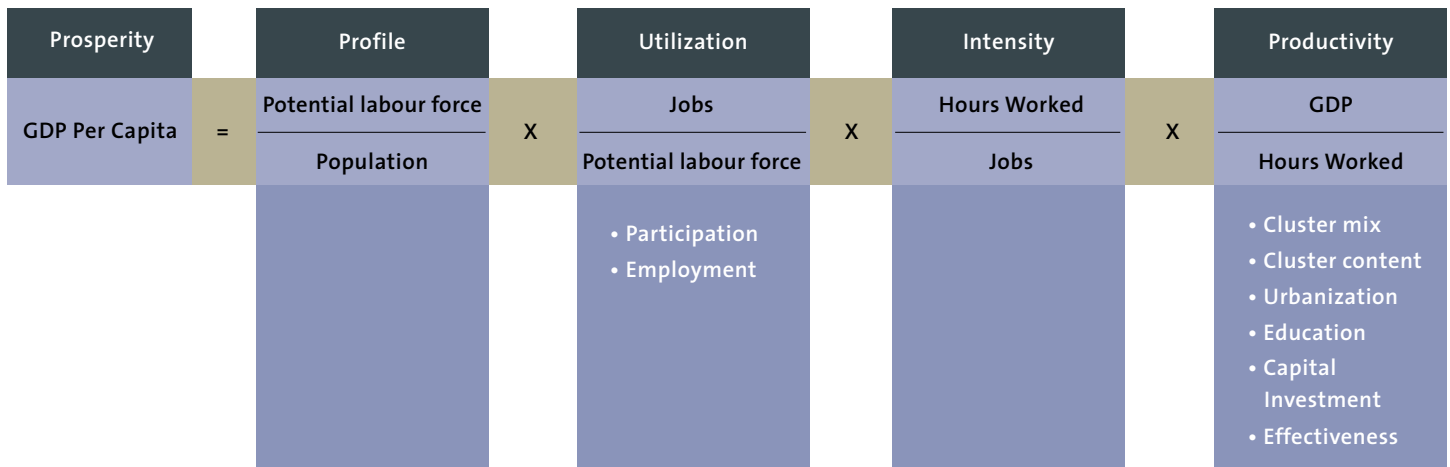 Prosperity
Profile
Utilization
Intensity
Productivity
GDP Per Capita
=
Potential labour force
Population
X
Jobs
Potential labour force
X
Hours Worked
Jobs
X
GDP
Hours Worked
• Participation
• Employment
• Cluster mix
• Cluster content
• Urbanization
• Education
• Capital
Investment
• Effectiveness